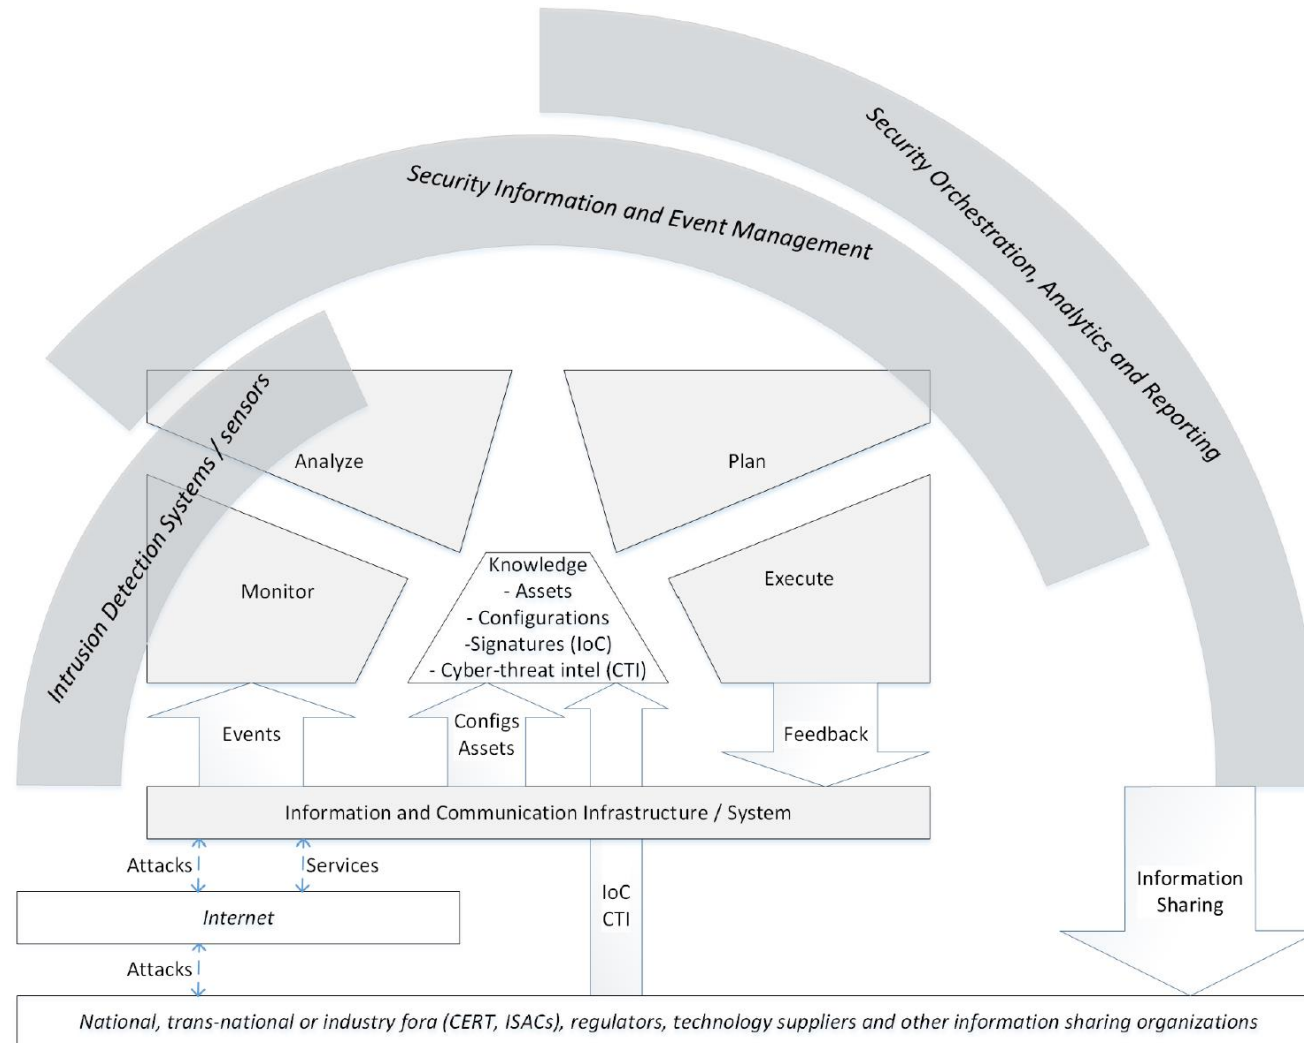 Security Orchestration, Analytics and Reporting
Security Information and Event Management
Intrusion Detection Systems / sensors
Analyze
Plan
Monitor
Knowledge
- Assets
- Configurations
-Signatures (IoC)
- Cyber-threat intel (CTI)
Execute
Events
Configs
Assets
Feedback
Information and Communication Infrastructure / System
Attacks
Services
Internet
IoC
CTI
Information
Sharing
Attacks
National, trans-national or industry fora (CERT, ISACs), regulators, technology suppliers and other information sharing organizations